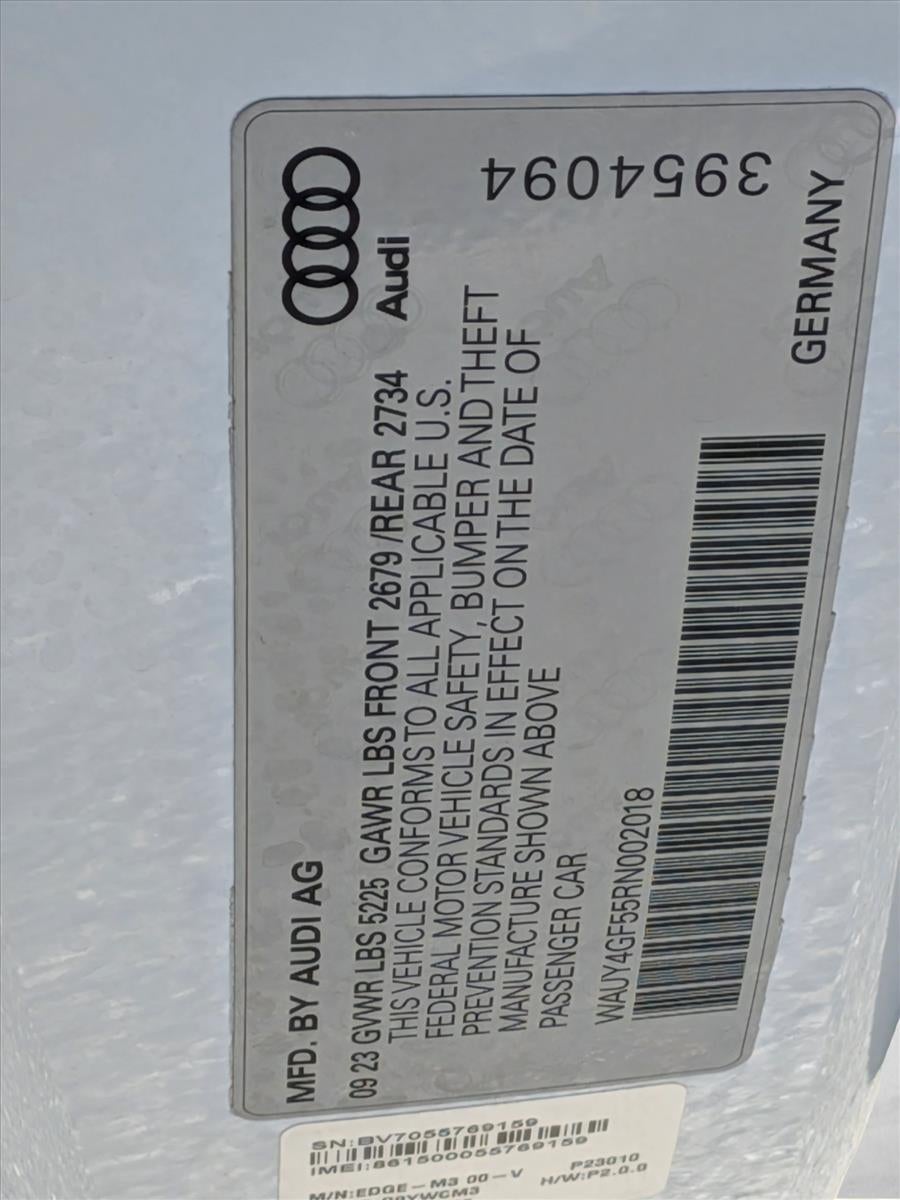 MFD. BY AUDI AG
Audi
09 23 GVWR LBS 5225 GAWR LBS FRONT 2679 /REAR 2734
THIS VEHICLE CONFORMS TO ALL APPLICABLE U.S.
FEDERAL MOTOR VEHICLE SAFETY, BUMPER AND THEFT
PREVENTION STANDARDS IN EFFECT ON THE DATE OF
MANUFACTURE SHOWN ABOVE
PASSENGER CAR
WAUY4GF55RN002018
GERMANY
3954094
SN:BV7055769159
IMEI:861500055769159
M/N:EDGE-M3 00-V
P23010
H/W:P2.0.0